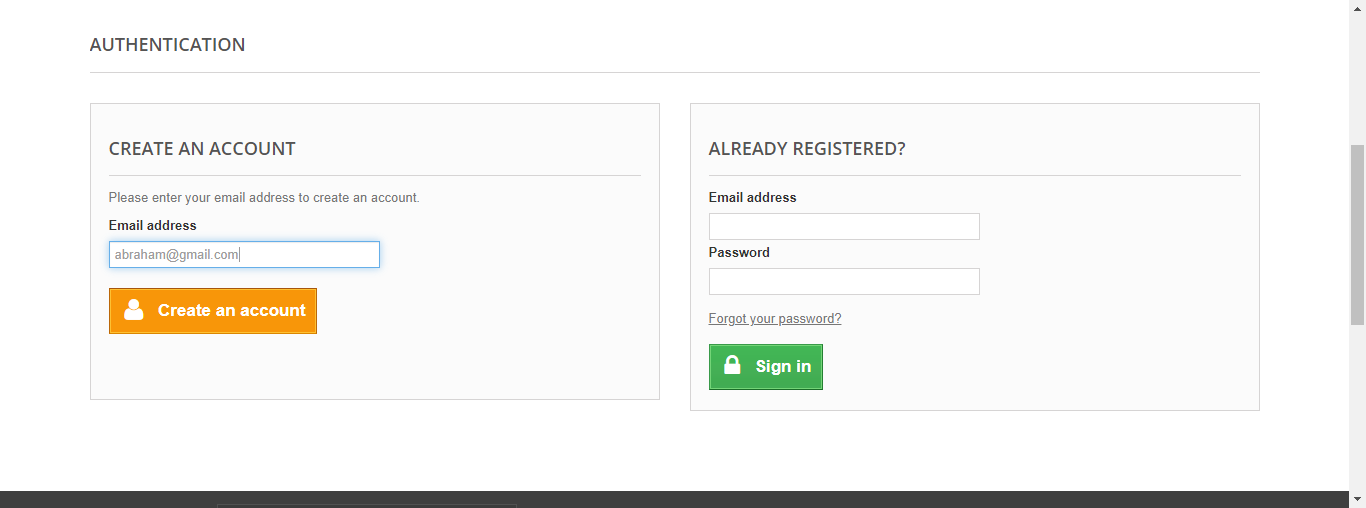 AUTHENTICATION
CREATE AN ACCOUNT
Please enter your email address to create an account.
Email address
abraham@gmail.com
Create an account
ALREADY REGISTERED?
Email address
Password
Forgot your password?
Sign in